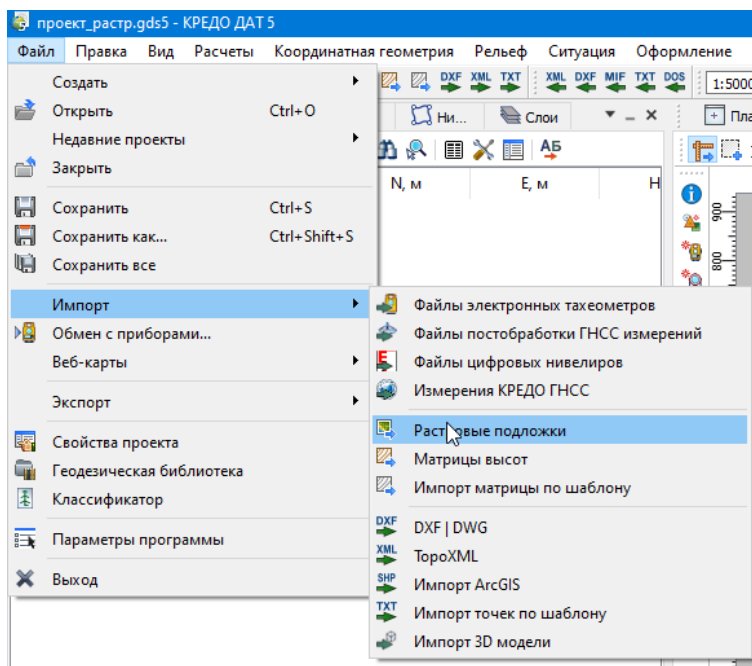 проект_растр.gds5 - КРЕДО ДАТ 5
Файл Правка Вид Расчеты Координатная геометрия Рельеф Ситуация Оформление
DXF XML TXT XML DXF MIF TXT DOS 1:5000
Ни... Слои Пла
АБ
N, м E, м H
900
800
Создать
Открыть Ctrl+O
Недавние проекты
Закрыть
Сохранить Ctrl+S
Сохранить как... Ctrl+Shift+S
Сохранить все
Импорт
Обмен с приборами...
Веб-карты
Экспорт
Свойства проекта
Геодезическая библиотека
Классификатор
Параметры программы
Выход
Файлы электронных тахеометров
Файлы постобработки ГНСС измерений
Файлы цифровых нивелиров
Измерения КРЕДО ГНСС
Растровые подложки
Матрицы высот
Импорт матрицы по шаблону
DXF DXF | DWG
XML TopoXML
SHP Импорт ArcGIS
TXT Импорт точек по шаблону
Импорт 3D модели